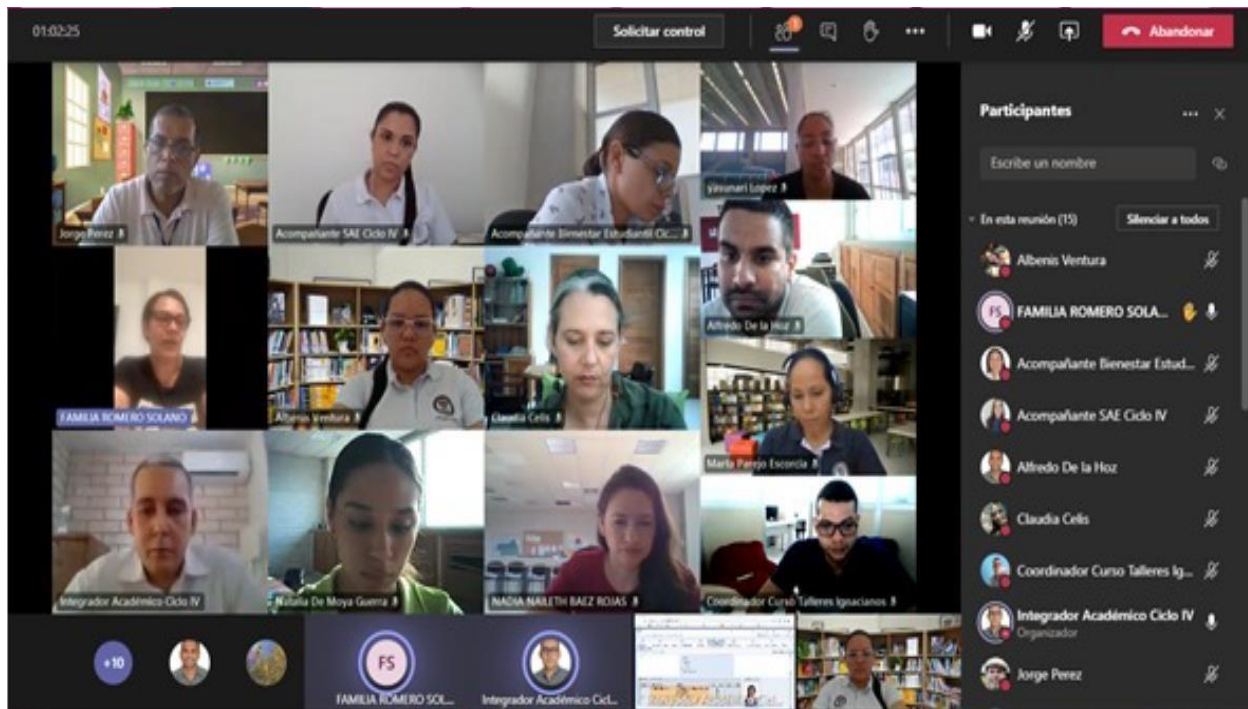 01:02:25
Solicitar control
Abandonar
Jorge Perez
Acompañante SAE Ciclo IV
Acompañante Bienestar Estudiantil Cic...
yasunari Lopez
FAMILIA ROMERO SOLANO
Albenis Ventura
Claudia Celis
Alfredo De la Hoz
María Parejo Escorcia
Integrador Académico Ciclo IV
Natalia De Moya Guerra
NADIA NAILETH BAEZ ROJAS
Coordinador Curso Talleres Ignacianos
+10
FS
FAMILIA ROMERO SOL...
Integrador Académico Cicl...
Participantes
Escribe un nombre
En esta reunión (15)
Silenciar a todos
Albenis Ventura
FS
FAMILIA ROMERO SOLA...
Acompañante Bienestar Estud...
Acompañante SAE Ciclo IV
Alfredo De la Hoz
Claudia Celis
Coordinador Curso Talleres Ig...
Integrador Académico Ciclo IV
Organizador
Jorge Perez